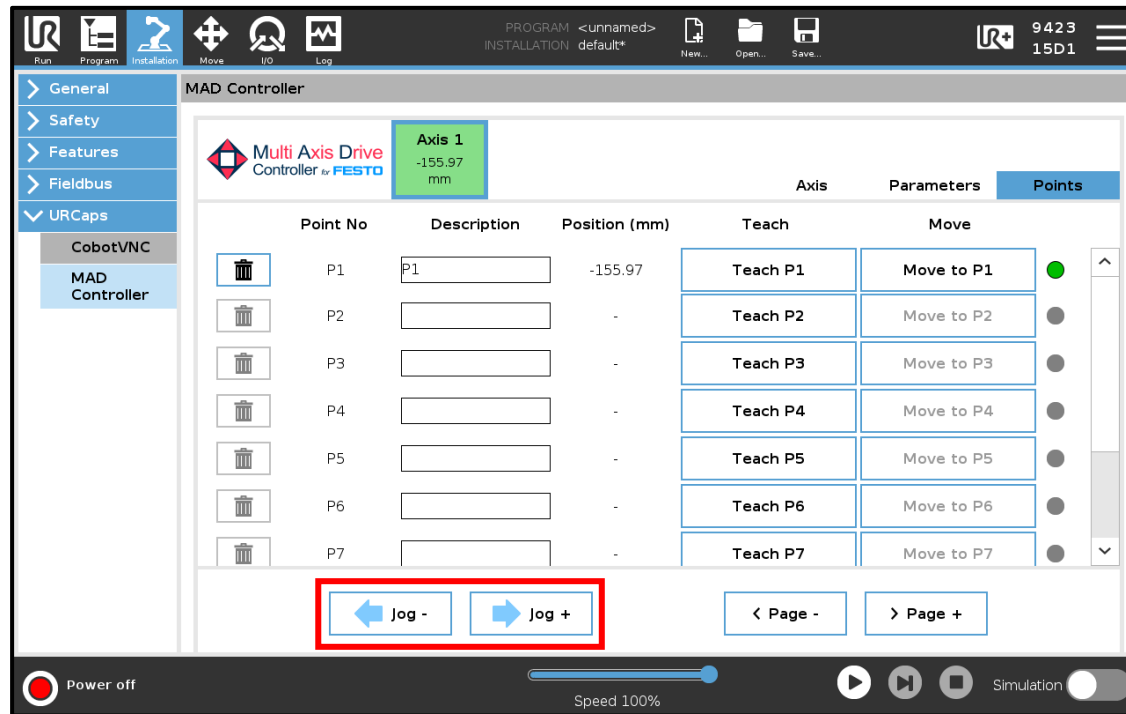 PROGRAM <unnamed>
INSTALLATION default*
UR
Run
Program
Installation
Move
I/O
Log
New...
Open...
Save...
UR+
9423
15D1
General
Safety
Features
Fieldbus
URCaps
CobotVNC
MAD
Controller
MAD Controller
Multi Axis Drive
Controller for FESTO
Axis 1
-155.97
mm
Axis Parameters Points
Point No Description Position (mm) Teach Move
P1 P1 -155.97 Teach P1 Move to P1
P2 - Teach P2 Move to P2
P3 - Teach P3 Move to P3
P4 - Teach P4 Move to P4
P5 - Teach P5 Move to P5
P6 - Teach P6 Move to P6
P7 - Teach P7 Move to P7
Jog - Jog + < Page - > Page +
Power off
Speed 100%
Simulation